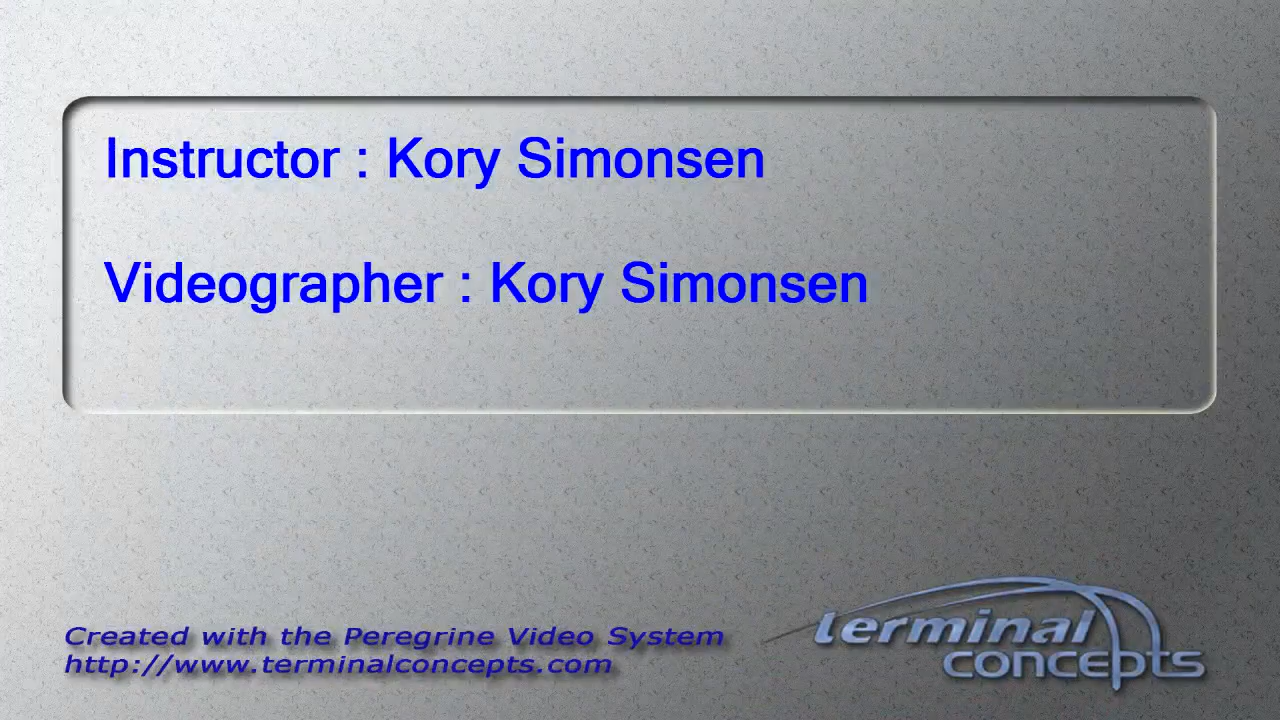 Instructor : Kory Simonsen
Videographer : Kory Simonsen
Created with the Peregrine Video System
http://www.terminalconcepts.com
terminal
concepts